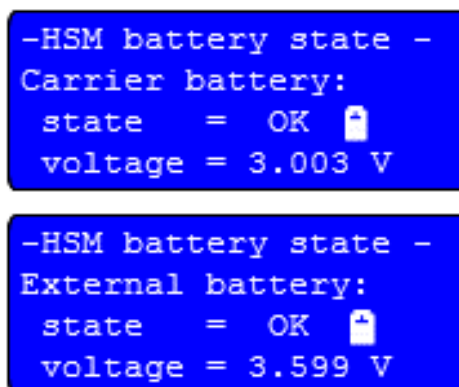 -HSM battery state -
Carrier battery:
state = OK
voltage = 3.003 V
-HSM battery state -
External battery:
state = OK
voltage = 3.599 V